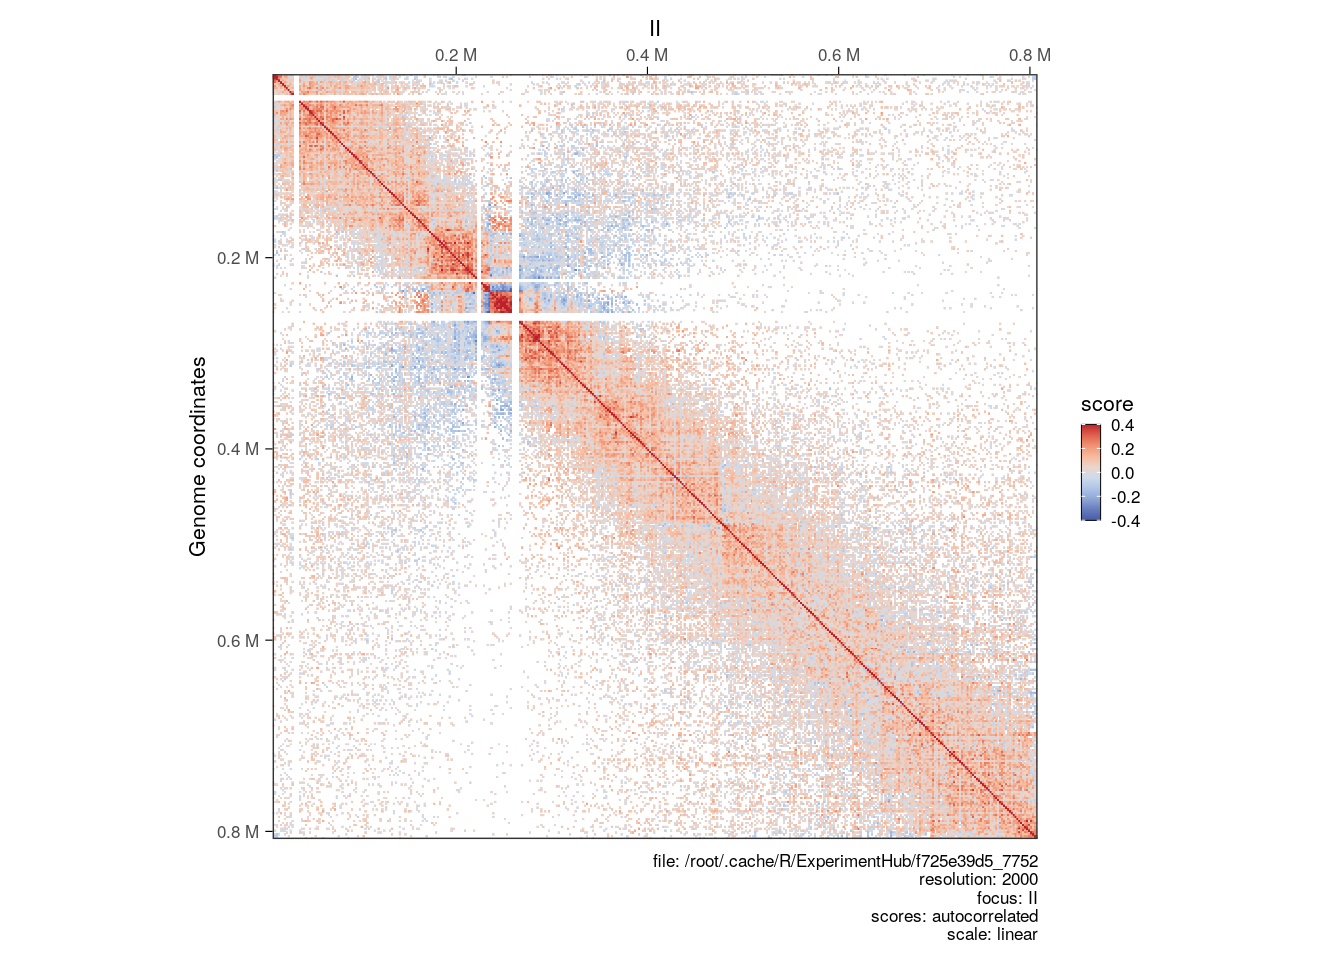 II
0.2 M 0.4 M 0.6 M 0.8 M
0.2 M
0.4 M
0.6 M
0.8 M
Genome coordinates
score
0.4
0.2
0.0
-0.2
-0.4
file: /root/.cache/R/ExperimentHub/f725e39d5_7752
resolution: 2000
focus: II
scores: autocorrelated
scale: linear